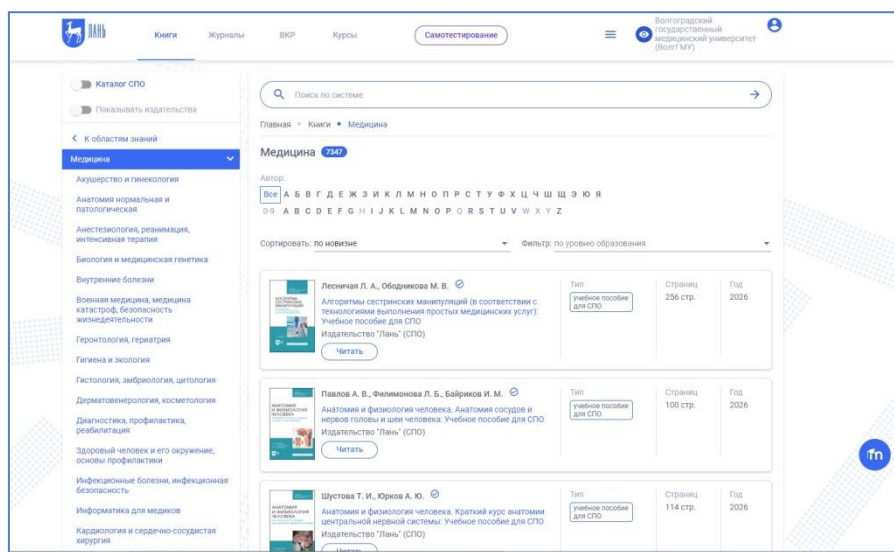 ЛАНЬ
Книги
Журналы
ВКР
Курсы
Самотестирование
Волгоградский
государственный
медицинский университет
(ВолгГМУ)
Каталог СПО
Показывать издательства
К областям знаний
Медицина
Акушерство и гинекология
Анатомия нормальная и
патологическая
Анестезиология, реанимация,
интенсивная терапия
Биология и медицинская генетика
Внутренние болезни
Военная медицина, медицина
катастроф, безопасность
жизнедеятельности
Геронтология, гериатрия
Гигиена и экология
Гистология, эмбриология, цитология
Дерматовенерология, косметология
Диагностика, профилактика,
реабилитация
Здоровый человек и его окружение,
основы профилактики
Инфекционные болезни, инфекционная
безопасность
Информатика для медиков
Кардиология и сердечно-сосудистая
хирургия
Поиск по системе
Главная Книги Медицина
Медицина 7347
Автор:
Все А Б В Г Д Е Ж З И К Л М Н О П Р С Т У Ф Х Ц Ч Ш Щ Э Ю Я
0-9 A B C D E F G H I J K L M N O P Q R S T U V W X Y Z
Сортировать: по новизне Фильтр: по уровню образования
Лесничая Л. А., Ободникова М. В.
Алгоритмы сестринских манипуляций (в соответствии с
технологиями выполнения простых медицинских услуг):
Учебное пособие для СПО
Издательство "Лань" (СПО)
Читать
Тип
учебное пособие
для СПО
Страниц
256 стр.
Год
2026
АНАТОМИЯ
И ФИЗИОЛОГИЯ
ЧЕЛОВЕКА
Павлов А. В., Филимонова Л. Б., Байриков И. М.
Анатомия и физиология человека. Анатомия сосудов и
нервов головы и шеи человека: Учебное пособие для СПО
Издательство "Лань" (СПО)
Читать
Тип
учебное пособие
для СПО
Страниц
100 стр.
Год
2026
АНАТОМИЯ
И ФИЗИОЛОГИЯ
ЧЕЛОВЕКА
Шустова Т. И., Юрков А. Ю.
Анатомия и физиология человека. Краткий курс анатомии
центральной нервной системы: Учебное пособие для СПО
Издательство "Лань" (СПО)
Читать
Тип
учебное пособие
для СПО
Страниц
114 стр.
Год
2026